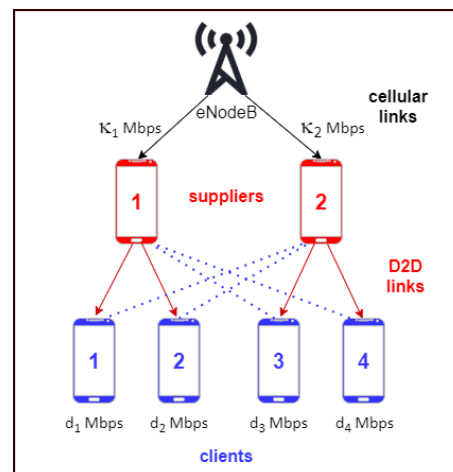 eNodeB
cellular
links
κ₁ Mbps
κ₂ Mbps
1
suppliers
2
D2D
links
1
2
3
4
d₁ Mbps
d₂ Mbps
d₃ Mbps
d₄ Mbps
clients